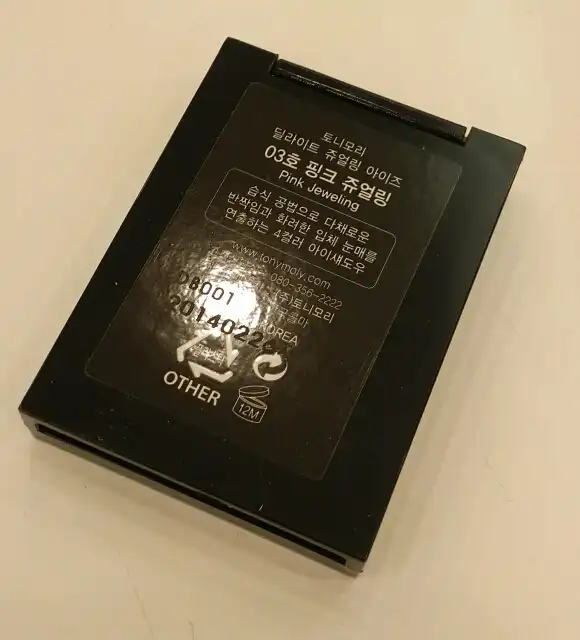 토니모리
딜라이트 쥬얼링 아이즈
03호 핑크 쥬얼링
Pink Jeweling
습식 공법으로 다채로운
반짝임과 화려한 입체 눈매를
연출하는 4컬러 아이섀도우
www.tonymoly.com
080-356-2222
(주)토니모리
KOREA
D8001
OTHER
12M